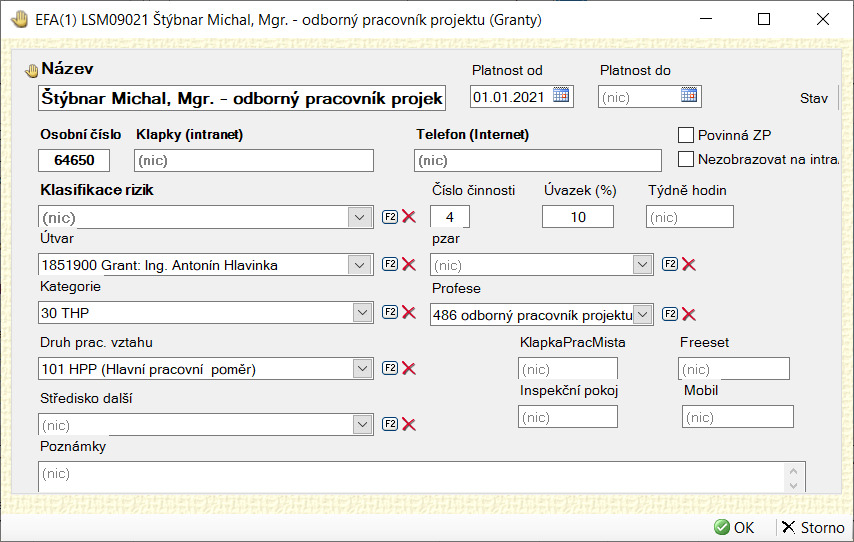 EFA(1) LSM09021 Štýbnar Michal, Mgr. - odborný pracovník projektu (Granty)
Název
Platnost od
Platnost do
Štýbnar Michal, Mgr. - odborný pracovník projek
01.01.2021
(nic)
Stav
Osobní číslo
Klapky (intranet)
Telefon (Internet)
Povinná ZP
64650
(nic)
(nic)
Nezobrazovat na intra.
Klasifikace rizik
Číslo činnosti
Úvazek (%)
Týdně hodin
(nic)
F2
4
10
(nic)
Útvar
pzar
1851900 Grant: Ing. Antonín Hlavinka
F2
(nic)
F2
Kategorie
Profese
30 THP
F2
486 odborný pracovník projektu
F2
Druh prac. vztahu
KlapkaPracMista
Freeset
101 HPP (Hlavní pracovní  poměr)
F2
(nic)
(nic)
Středisko další
Inspekční pokoj
Mobil
(nic)
F2
(nic)
(nic)
Poznámky
(nic)
OK
Storno